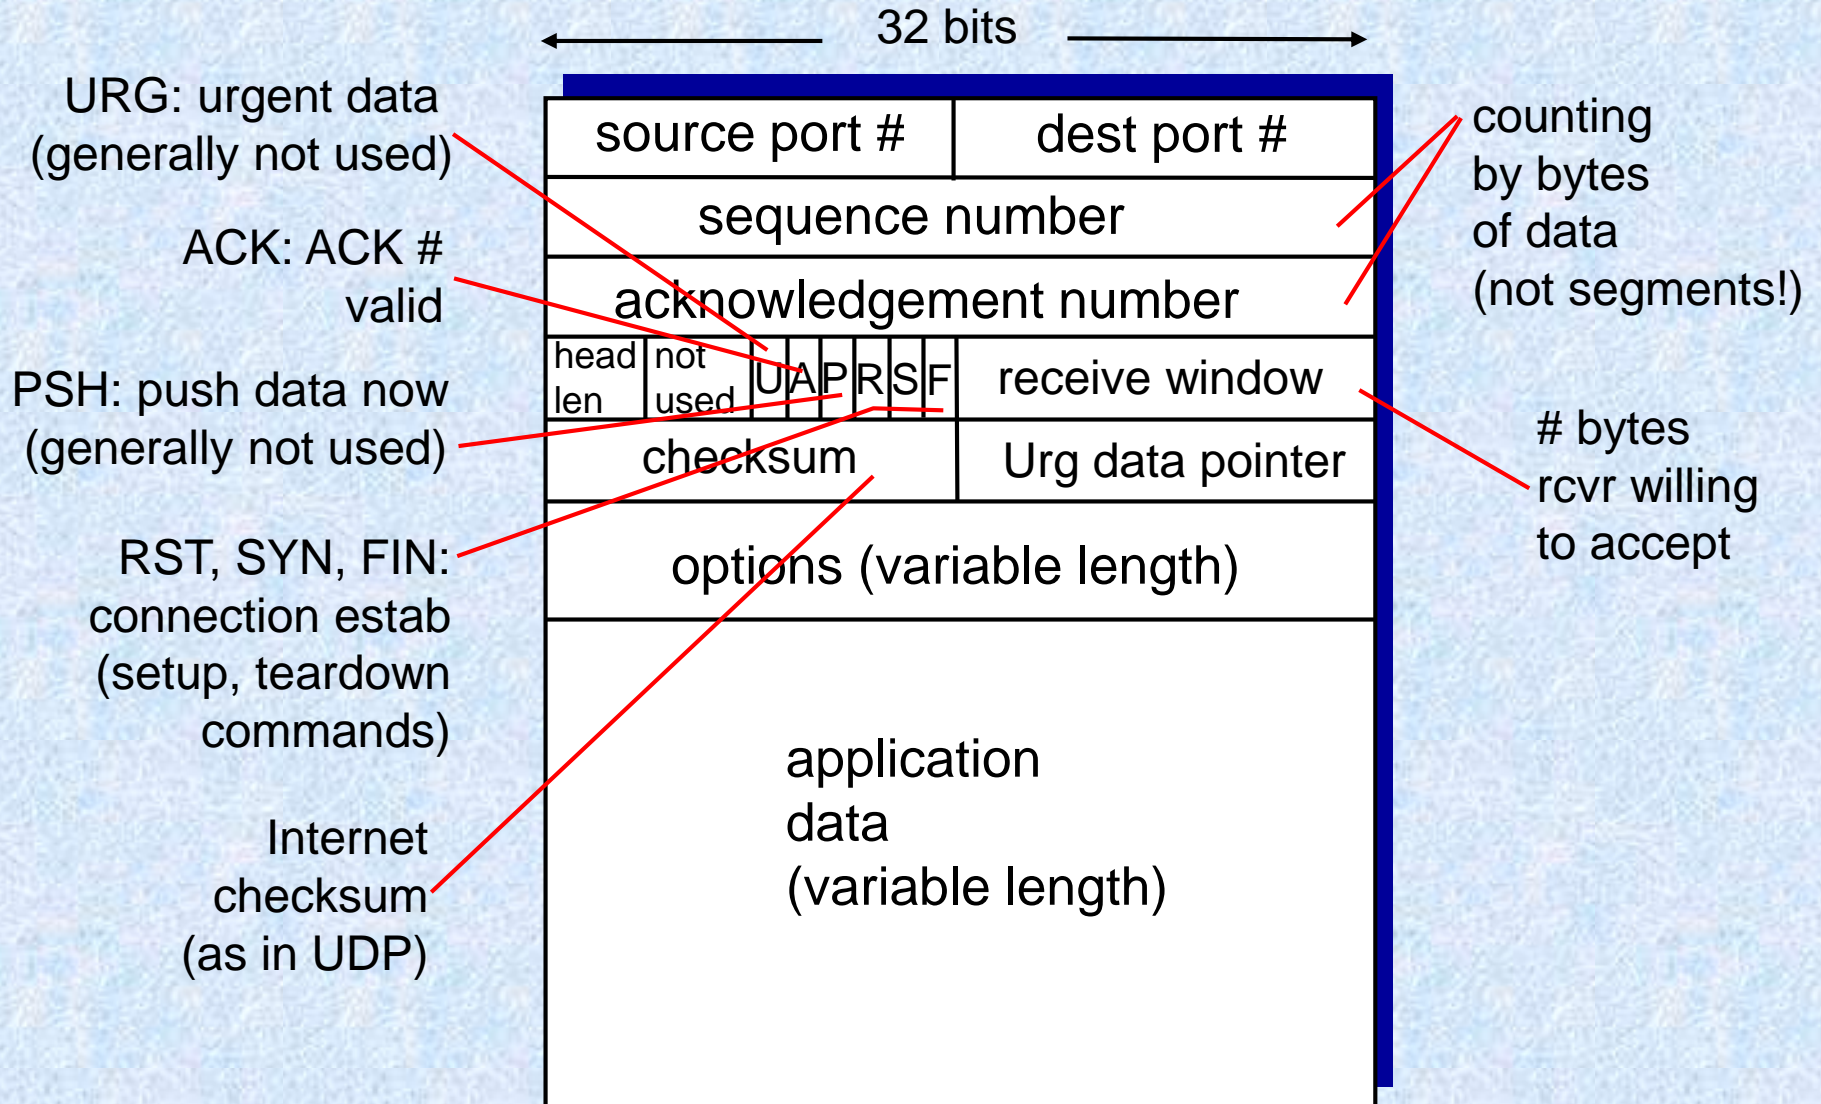 32 bits
URG: urgent data
(generally not used)
ACK: ACK #
valid
PSH: push data now
(generally not used)
RST, SYN, FIN:
connection estab
(setup, teardown
commands)
Internet
checksum
(as in UDP)
source port #
dest port #
sequence number
acknowledgement number
head
len
not
used
U
A
P
R
S
F
receive window
checksum
Urg data pointer
options (variable length)
application
data
(variable length)
counting
by bytes
of data
(not segments!)
# bytes
rcvr willing
to accept